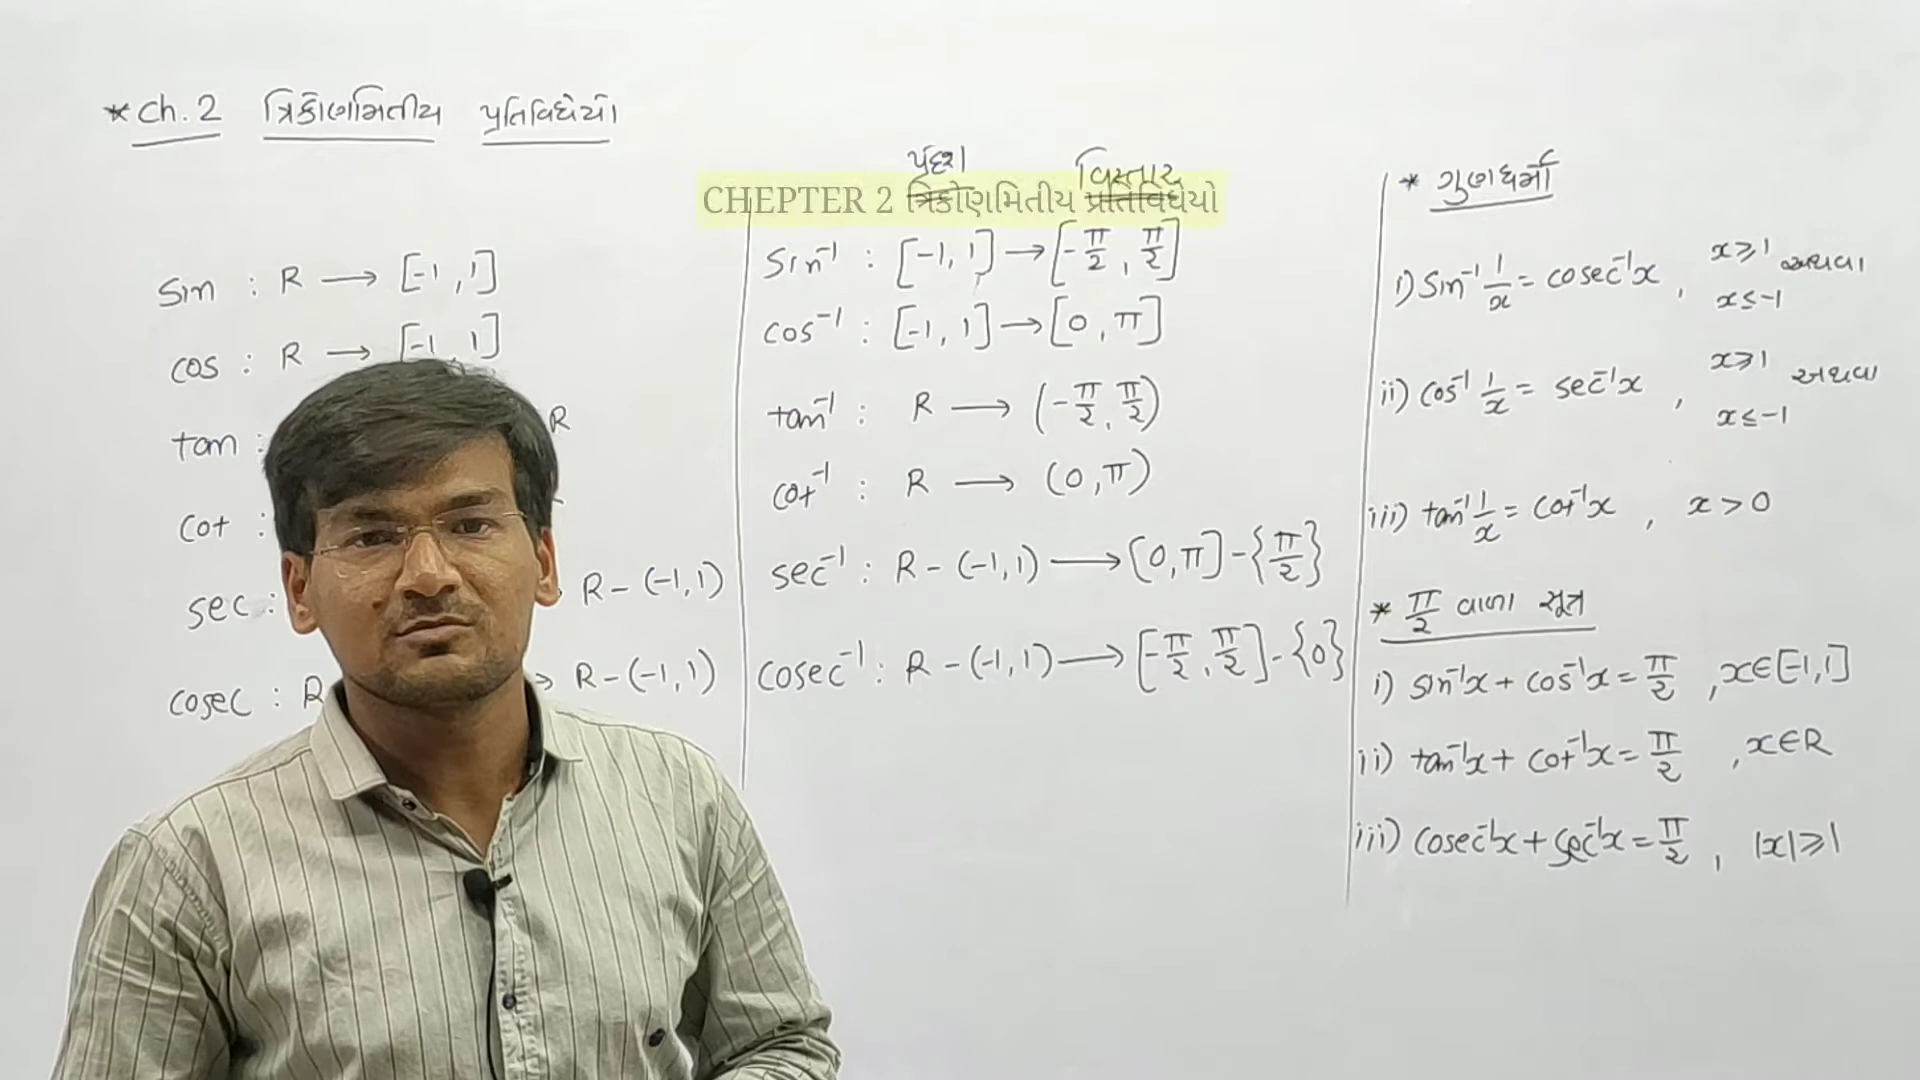 * Ch. 2 ત્રિકોણમિતીય પ્રતિવિધેયો
CHEPTER 2 ત્રિકોણમિતીય પ્રતિવિધેયો
Sin : R → [-1, 1]
cos : R → [-1, 1]
tan : R
cot :
sec : R - (-1, 1)
cosec : R → R - (-1, 1)
પ્રદેશ વિસ્તાર
Sin⁻¹ : [-1, 1] → [-π/2, π/2]
cos⁻¹ : [-1, 1] → [0, π]
tan⁻¹ : R → (-π/2, π/2)
cot⁻¹ : R → (0, π)
sec⁻¹ : R - (-1, 1) → [0, π] - {π/2}
cosec⁻¹ : R - (-1, 1) → [-π/2, π/2] - {0}
* ગુણધર્મો
i) Sin⁻¹ 1/x = cosec⁻¹x , x ≥ 1 અથવા x ≤ -1
ii) cos⁻¹ 1/x = sec⁻¹x , x ≥ 1 અથવા x ≤ -1
iii) tan⁻¹ 1/x = cot⁻¹x , x > 0
* π/2 વાળા સૂત્ર
i) sin⁻¹x + cos⁻¹x = π/2 , x ∈ [-1, 1]
ii) tan⁻¹x + cot⁻¹x = π/2 , x ∈ R
iii) cosec⁻¹x + sec⁻¹x = π/2 , |x| ≥ 1